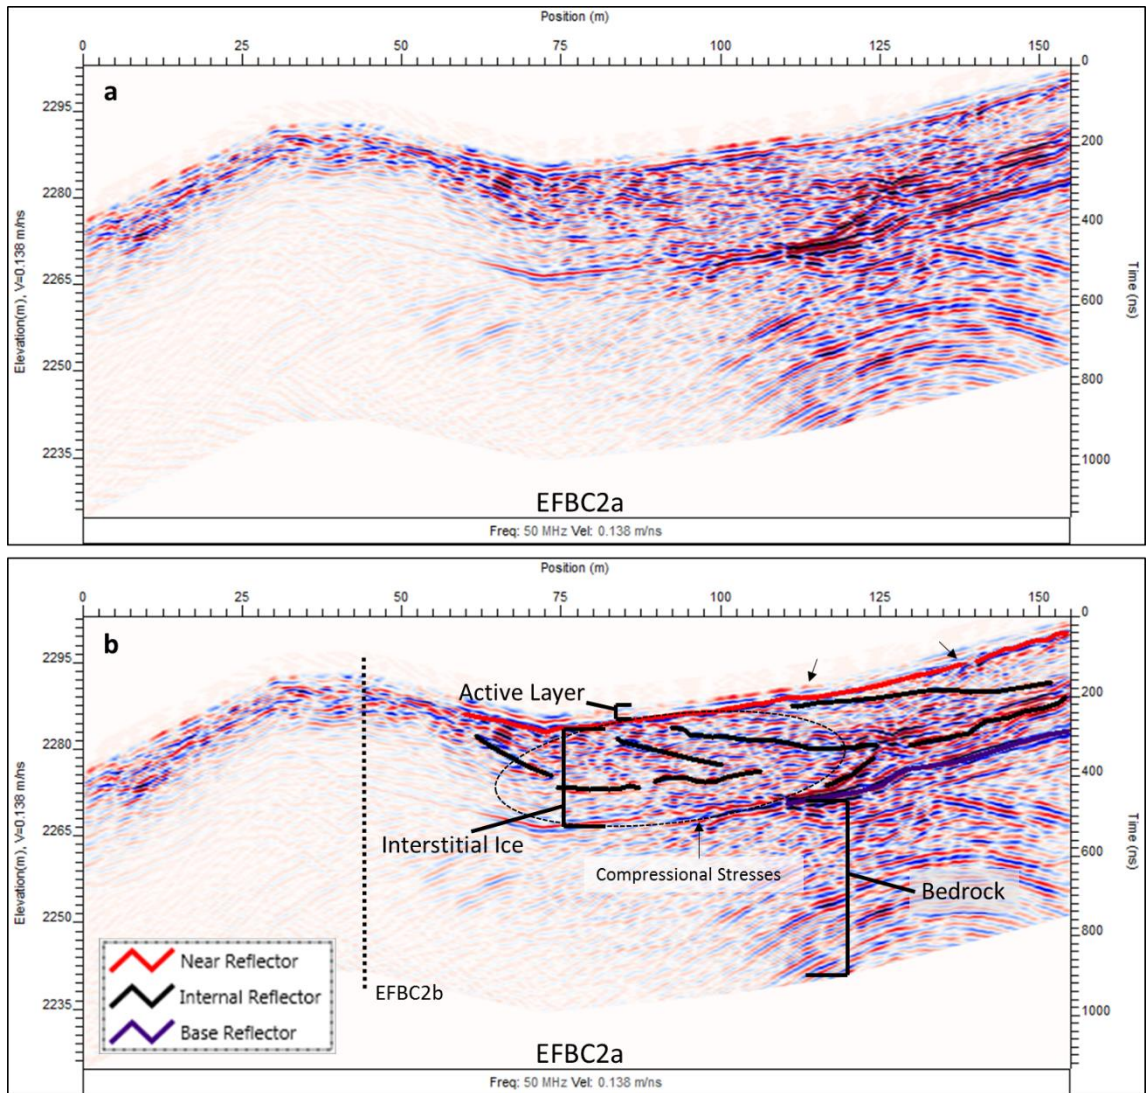 Position (m)
0 25 50 75 100 125 150
a
0
200
400
600
800
1000
Time (ns)
2295
2280
2265
2250
2235
Elevation(m), V=0.138 m/ns
EFBC2a
Freq: 50 MHz Vel: 0.138 m/ns
Position (m)
0 25 50 75 100 125 150
b
0
200
400
600
800
1000
Time (ns)
2295
2280
2265
2250
2235
Elevation(m), V=0.138 m/ns
Active Layer
Interstitial Ice
Compressional Stresses
Bedrock
Near Reflector
Internal Reflector
Base Reflector
EFBC2b
EFBC2a
Freq: 50 MHz Vel: 0.138 m/ns